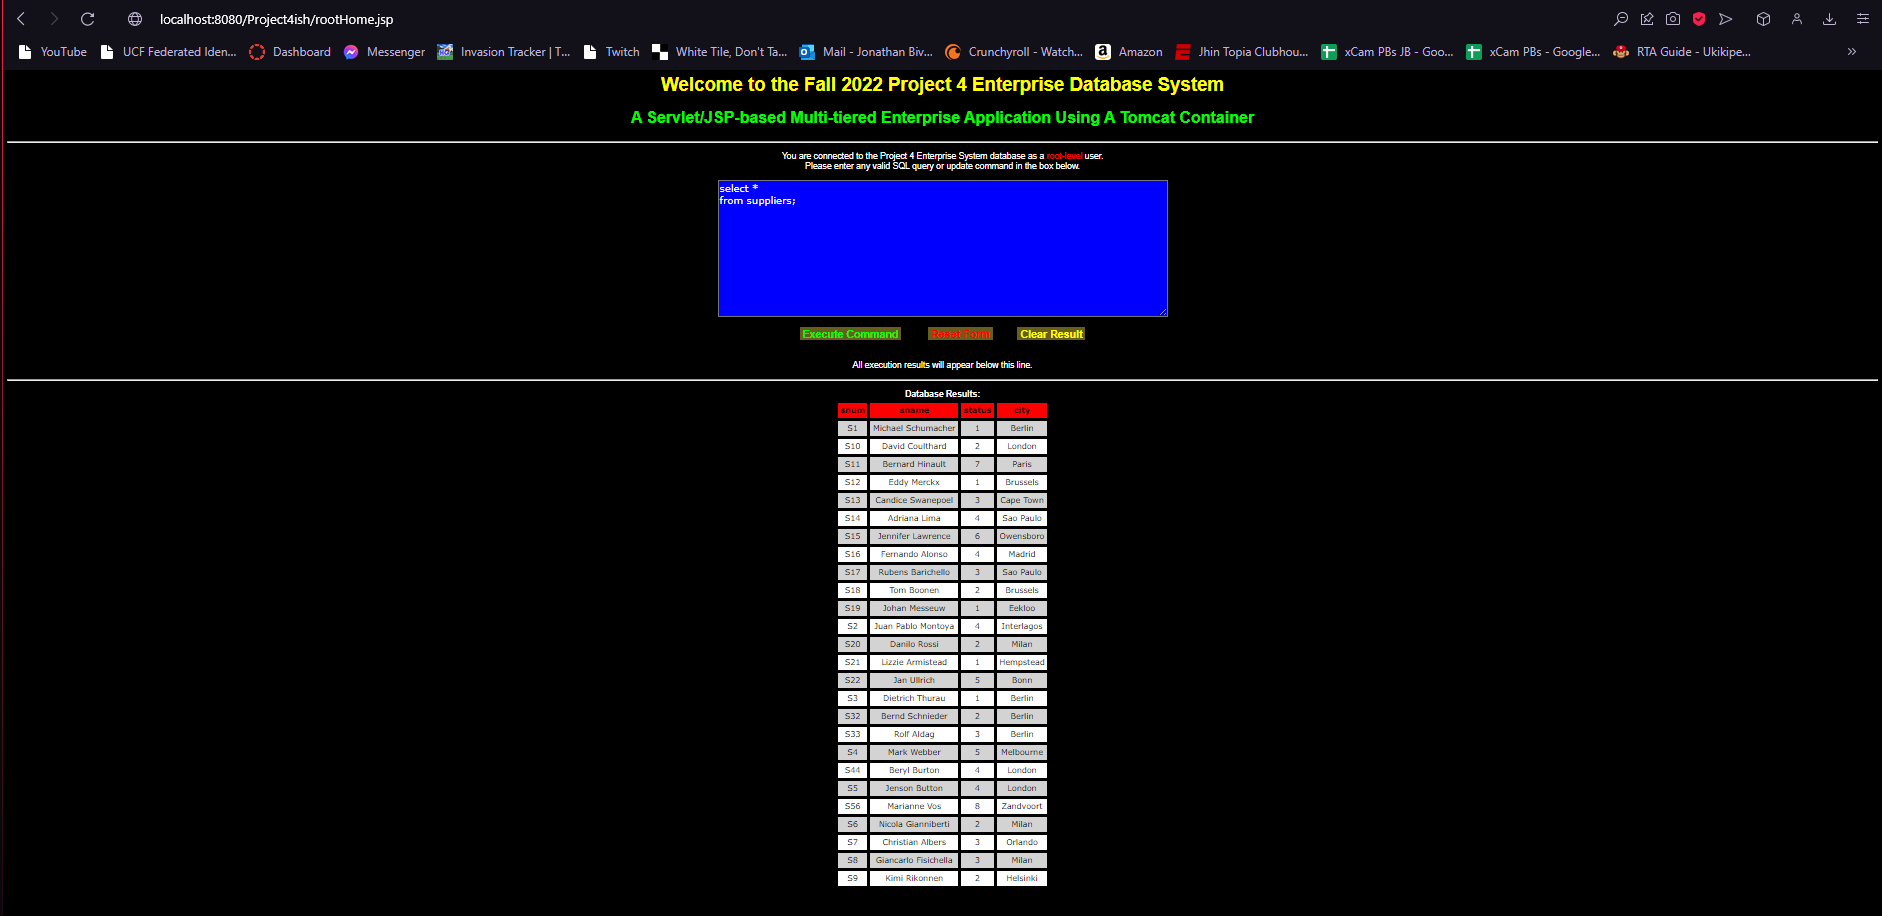 localhost:8080/Project4ish/rootHome.jsp
YouTube UCF Federated Iden... Dashboard Messenger Invasion Tracker | T... Twitch White Tile, Don't Ta... Mail - Jonathan Biv... Crunchyroll - Watch... Amazon Jhin Topia Clubhou... xCam PBs JB - Goo... xCam PBs - Google... RTA Guide - Ukikipe...
Welcome to the Fall 2022 Project 4 Enterprise Database System
A Servlet/JSP-based Multi-tiered Enterprise Application Using A Tomcat Container
You are connected to the Project 4 Enterprise System database as a root-level user.
Please enter any valid SQL query or update command in the box below.
select *
from suppliers;
Execute Command Reset Form Clear Result
All execution results will appear below this line.
Database Results:
snum sname status city
S1 Michael Schumacher 1 Berlin
S10 David Coulthard 2 London
S11 Bernard Hinault 7 Paris
S12 Eddy Merckx 1 Brussels
S13 Candice Swanepoel 3 Cape Town
S14 Adriana Lima 4 Sao Paulo
S15 Jennifer Lawrence 6 Owensboro
S16 Fernando Alonso 4 Madrid
S17 Rubens Barichello 3 Sao Paulo
S18 Tom Boonen 2 Brussels
S19 Johan Messeuw 1 Eekloo
S2 Juan Pablo Montoya 4 Interlagos
S20 Danilo Rossi 2 Milan
S21 Lizzie Armistead 1 Hempstead
S22 Jan Ullrich 5 Bonn
S3 Dietrich Thurau 1 Berlin
S32 Bernd Schnieder 2 Berlin
S33 Rolf Aldag 3 Berlin
S4 Mark Webber 5 Melbourne
S44 Beryl Burton 4 London
S5 Jenson Button 4 London
S56 Marianne Vos 8 Zandvoort
S6 Nicola Gianniberti 2 Milan
S7 Christian Albers 3 Orlando
S8 Giancarlo Fisichella 3 Milan
S9 Kimi Rikonnen 2 Helsinki